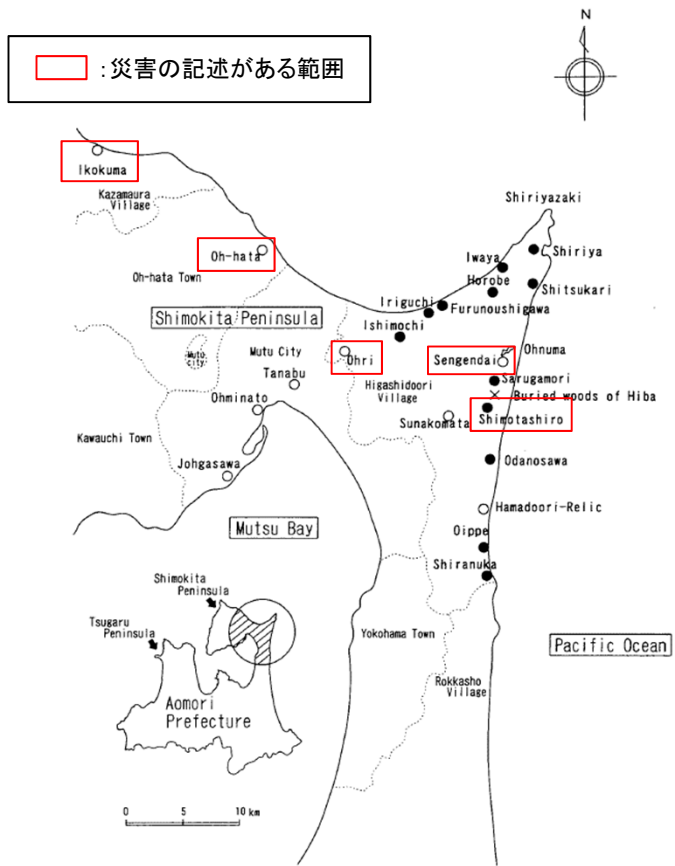 N
:災害の記述がある範囲
Ikokuma
Kazamaura
Village
Shiriyazaki
Oh-hata
Iwaya
Shiriya
Oh-hata Town
Horobe
Shitsukari
Iriguchi
Furunoushigawa
Shimokita Peninsula
Ishimochi
Mutu
city
Mutu City
Ohri
Sengendai
Ohnuma
Tanabu
Higashidoori
Village
Sarugamori
Buried woods of Hiba
Ohminato
Sunakomata
Shimotashiro
Kawauchi Town
Johgasawa
Odanosawa
Hamadoori-Relic
Mutsu Bay
Oippe
Shiranuka
Shimokita
Peninsula
Tsugaru
Peninsula
Yokohama Town
Pacific Ocean
Rokkasho
Village
Aomori
Prefecture
0 5 10 km